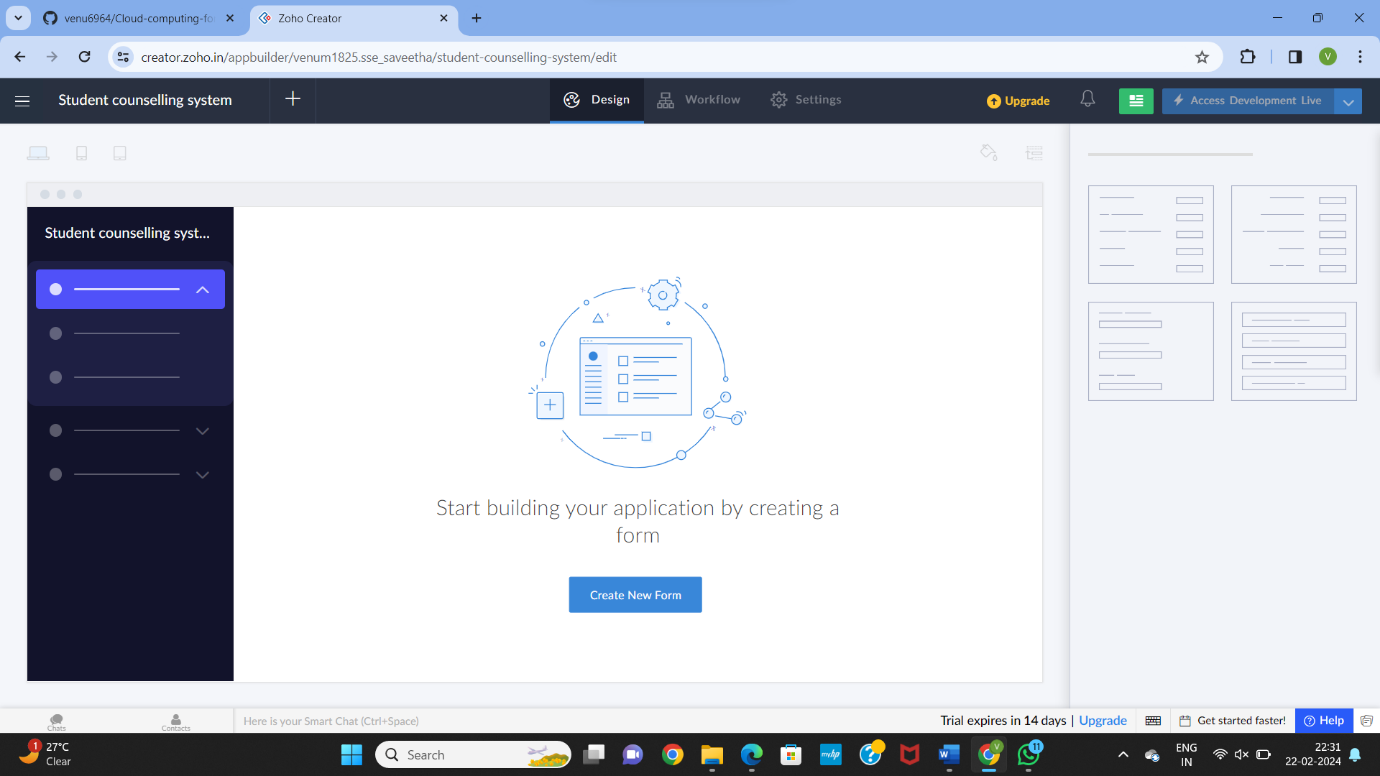 venu6964/Cloud-computing-fo
Zoho Creator
creator.zoho.in/appbuilder/venum1825.sse_saveetha/student-counselling-system/edit
V
Student counselling system
Design
Workflow
Settings
Upgrade
Access Development Live
Student counselling syst...
Start building your application by creating a
form
Create New Form
Chats
Contacts
Here is your Smart Chat (Ctrl+Space)
Trial expires in 14 days | Upgrade
Get started faster!
Help
1
27°C
Clear
Search
myhp
V
11
ENG
IN
22:31
22-02-2024